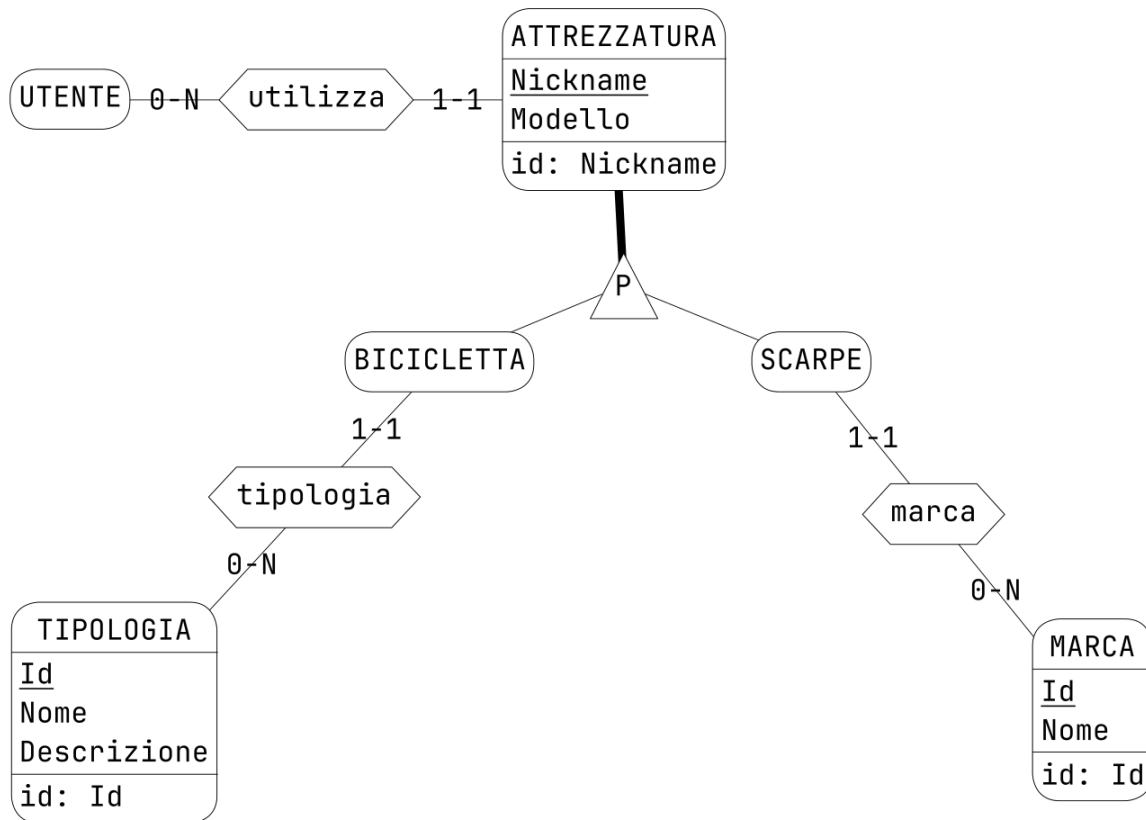 ATTREZZATURA
Nickname
Modello
id: Nickname
UTENTE
0-N
utilizza
1-1
P
BICICLETTA
SCARPE
1-1
1-1
tipologia
marca
0-N
0-N
TIPOLOGIA
Id
Nome
Descrizione
id: Id
MARCA
Id
Nome
id: Id